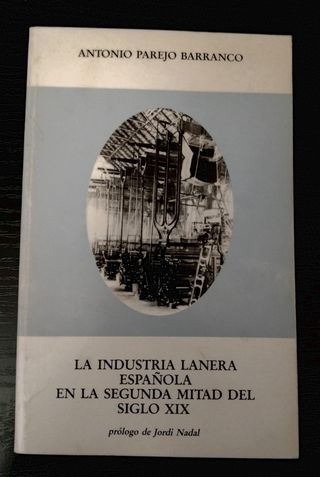 ANTONIO PAREJO BARRANCO
LA INDUSTRIA LANERA
ESPAÑOLA
EN LA SEGUNDA MITAD DEL
SIGLO XIX
prólogo de Jordi Nadal